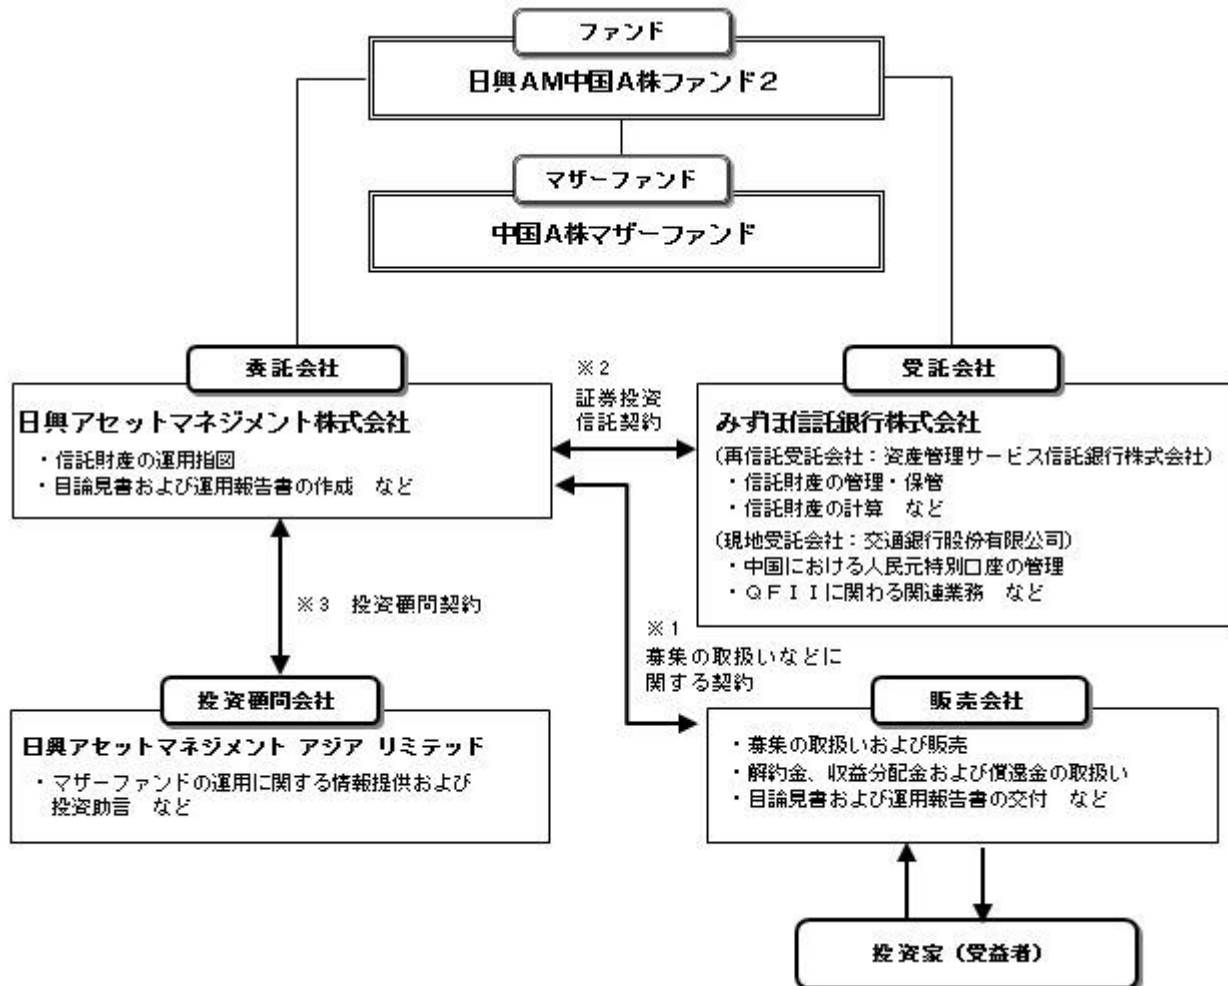 ファンド
日興AM中国A株ファンド2
マザーファンド
中国A株マザーファンド
委託会社
日興アセットマネジメント株式会社
・信託財産の運用指図
・目論見書および運用報告書の作成 など
※2
証券投資
信託契約
受託会社
みずほ信託銀行株式会社
(再信託受託会社:資産管理サービス信託銀行株式会社)
・信託財産の管理・保管
・信託財産の計算 など
(現地受託会社:交通銀行股份有限公司)
・中国における人民元特別口座の管理
・QFIIに関わる関連業務 など
※3 投資顧問契約
※1
募集の取扱いなどに
関する契約
投資顧問会社
日興アセットマネジメント アジア リミテッド
・マザーファンドの運用に関する情報提供および
投資助言 など
販売会社
・募集の取扱いおよび販売
・解約金、収益分配金および償還金の取扱い
・目論見書および運用報告書の交付 など
投資家(受益者)